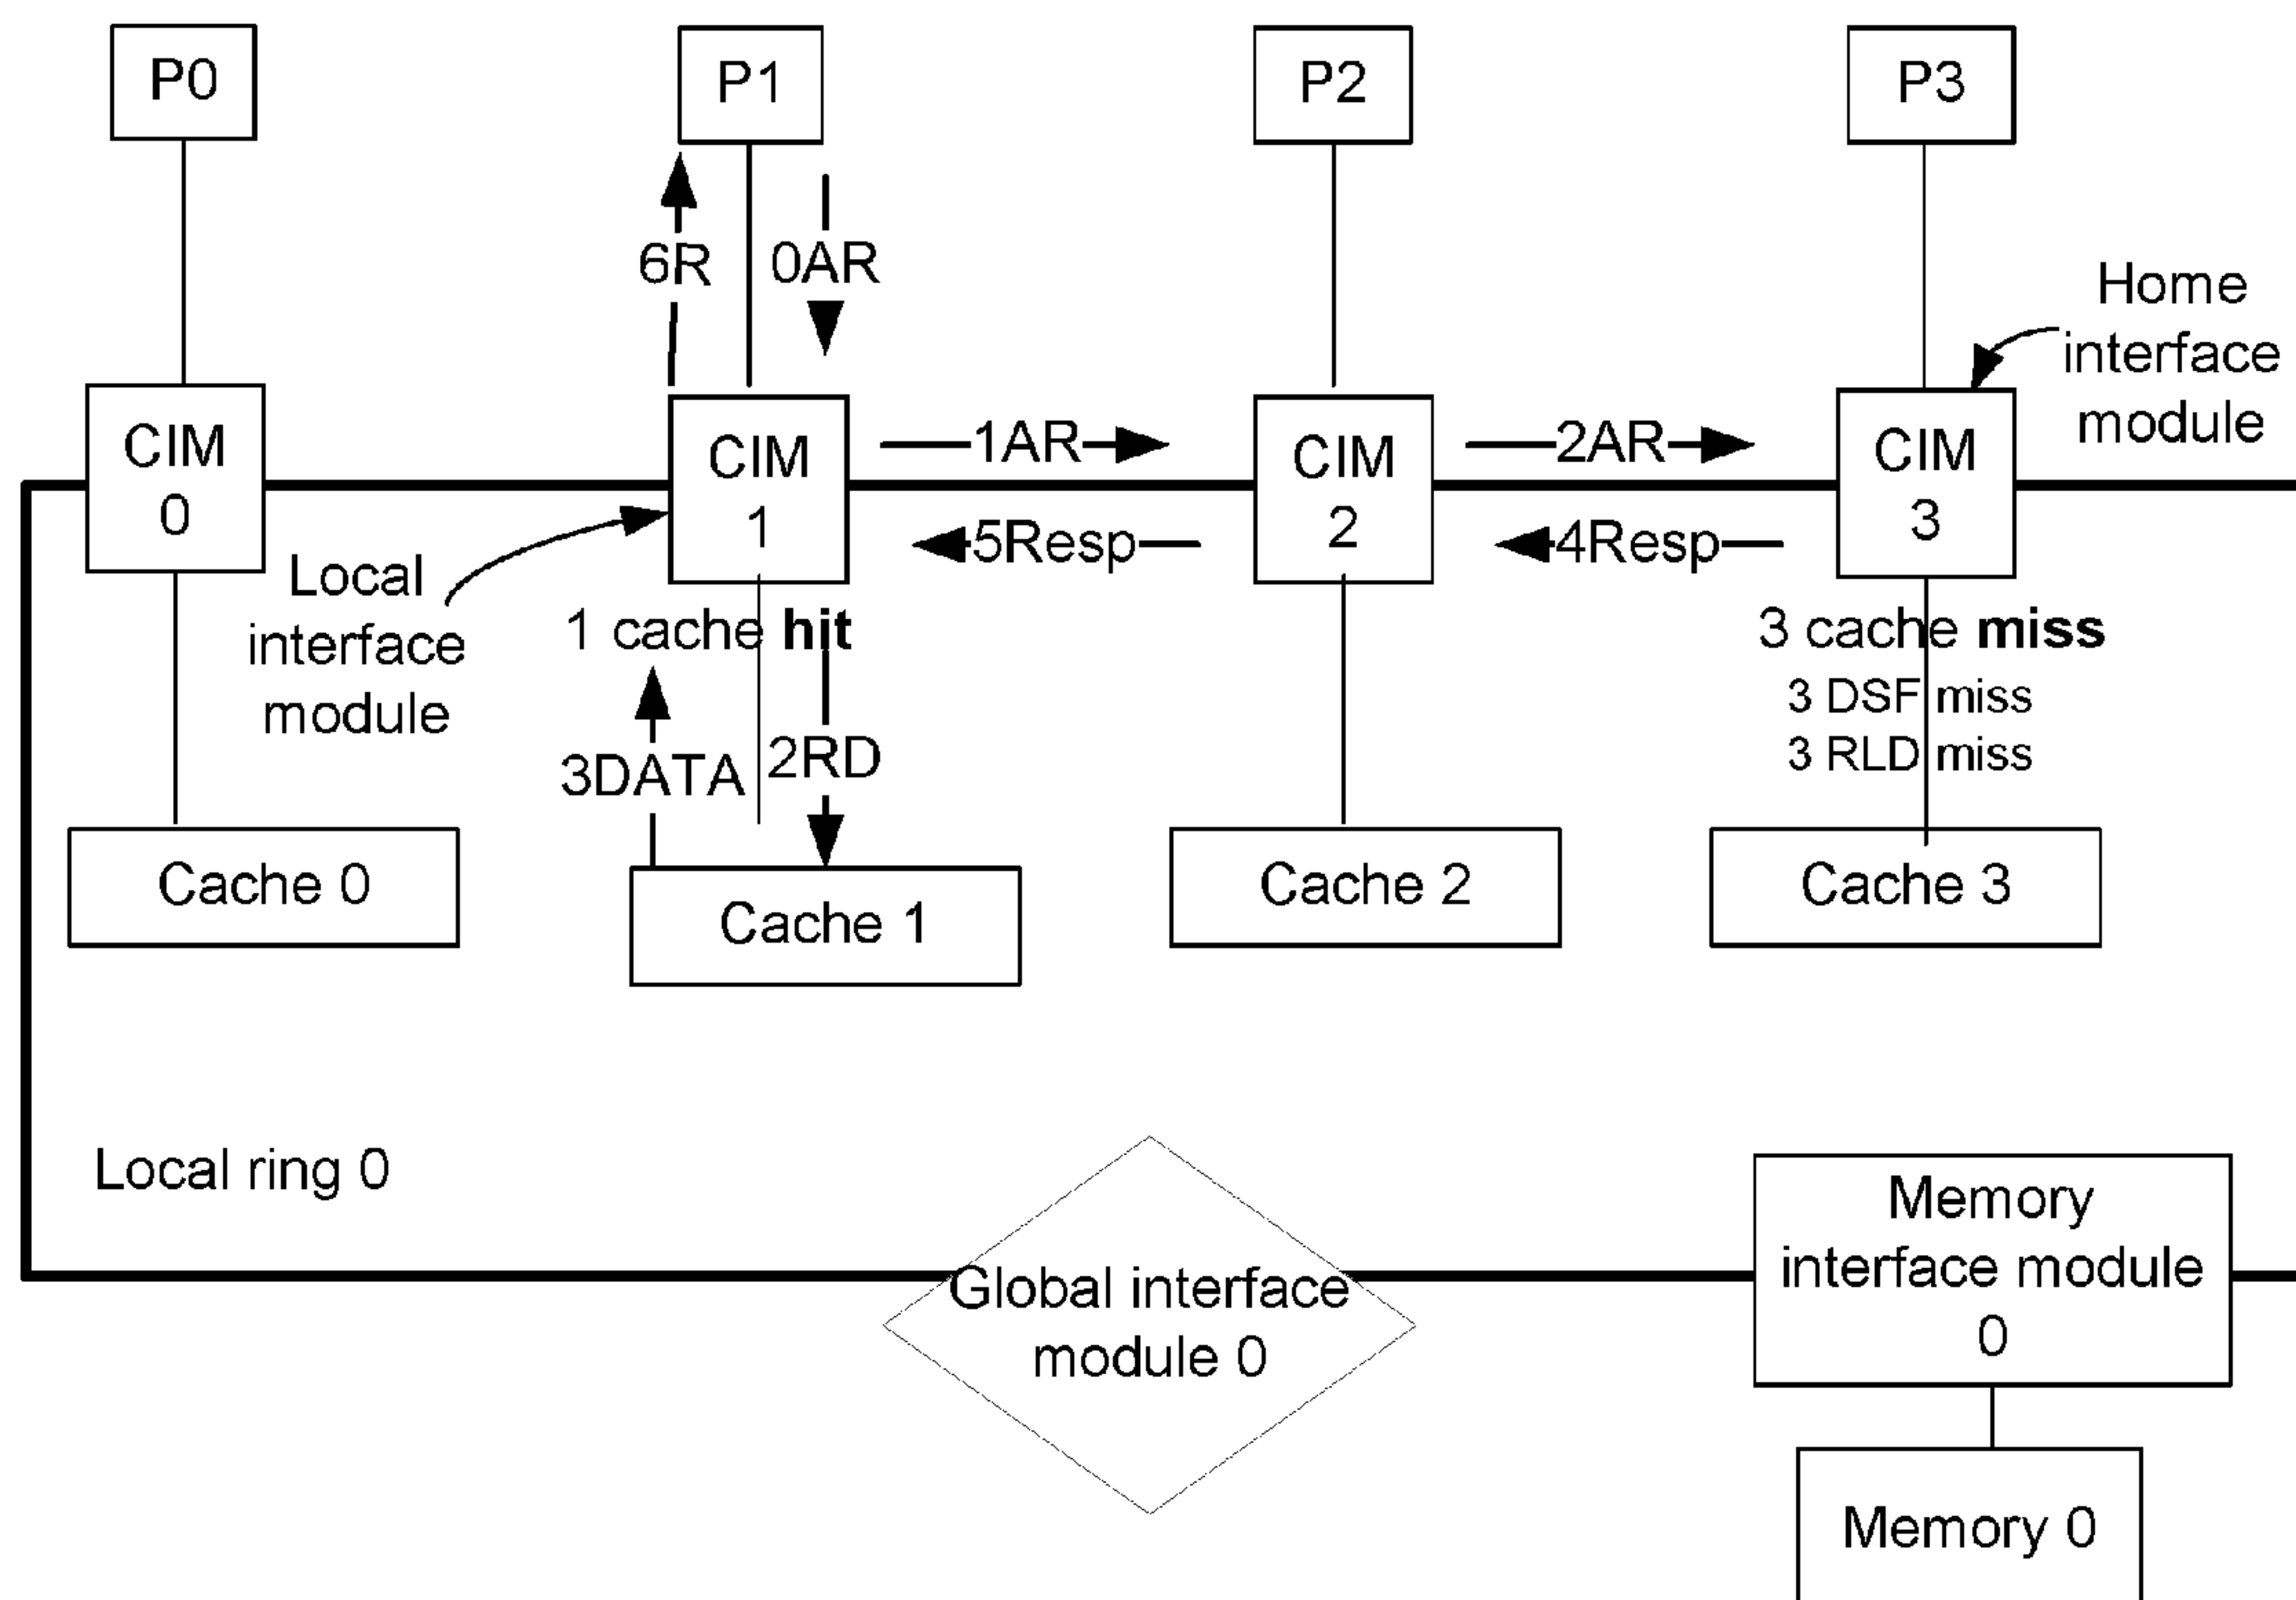 P0
P1
P2
P3
6R
0AR
Home
interface
module
CIM
0
CIM
1
1AR
CIM
2
2AR
CIM
3
5Resp
4Resp
Local
interface
module
1 cache hit
3 cache miss
3 DSF miss
3 RLD miss
3DATA
2RD
Cache 0
Cache 1
Cache 2
Cache 3
Local ring 0
Global interface
module 0
Memory
interface module
0
Memory 0